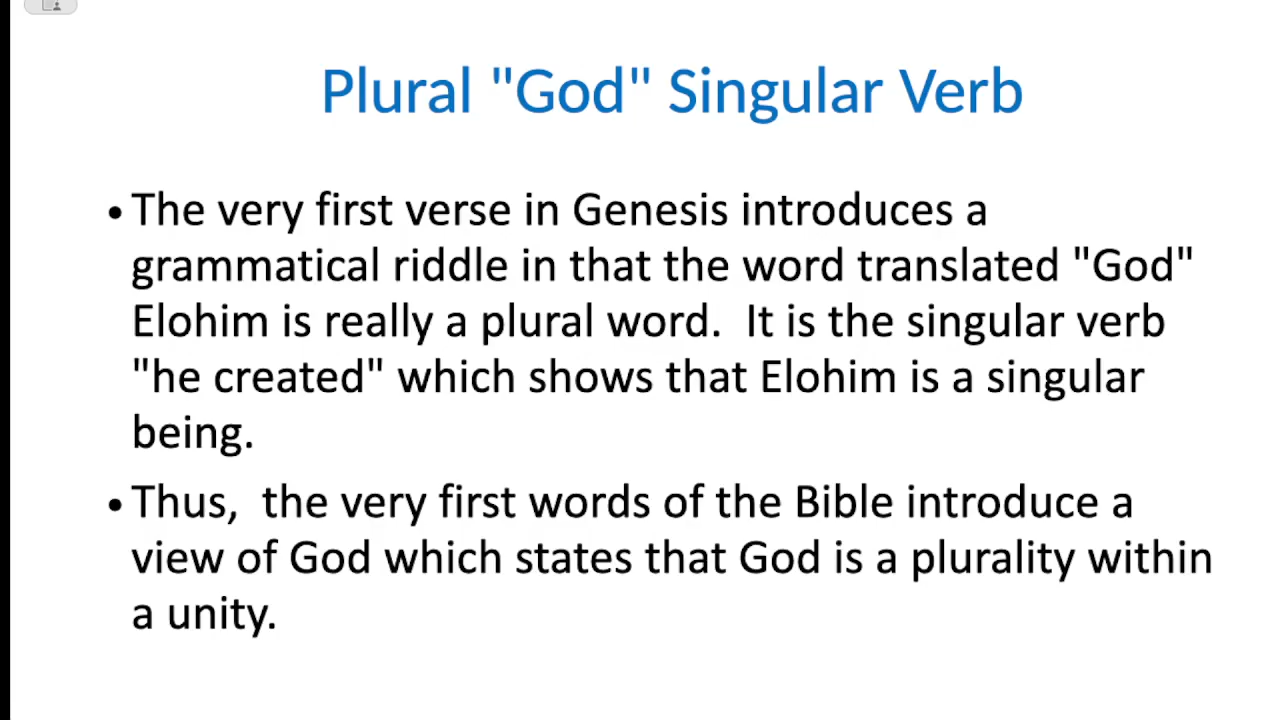 Plural "God" Singular Verb
•The very first verse in Genesis introduces a
grammatical riddle in that the word translated "God"
Elohim is really a plural word.  It is the singular verb
"he created" which shows that Elohim is a singular
being.
•Thus,  the very first words of the Bible introduce a
view of God which states that God is a plurality within
a unity.